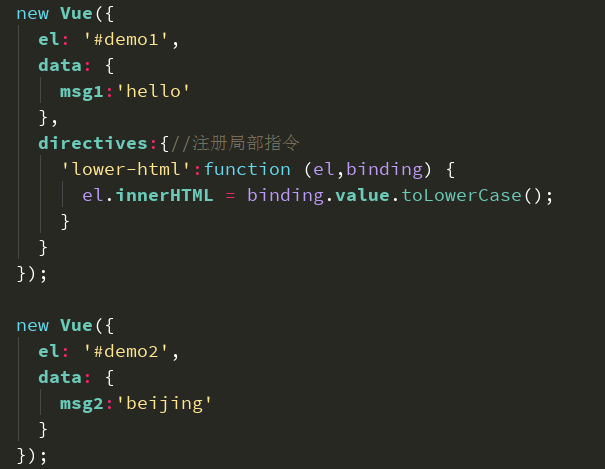 new Vue({
  el: '#demo1',
  data: {
    msg1:'hello'
  },
  directives:{//注册局部指令
    'lower-html':function (el,binding) {
      el.innerHTML = binding.value.toLowerCase();
    }
  }
});

new Vue({
  el: '#demo2',
  data: {
    msg2:'beijing'
  }
});